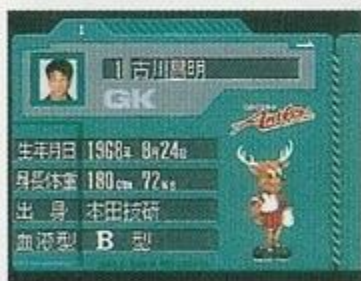 1
1 古川昌明
GK
Antlers
生年月日 1968年 8月24日
身長体重 180cm 72kg
出 身 本田技研
血液型 B 型